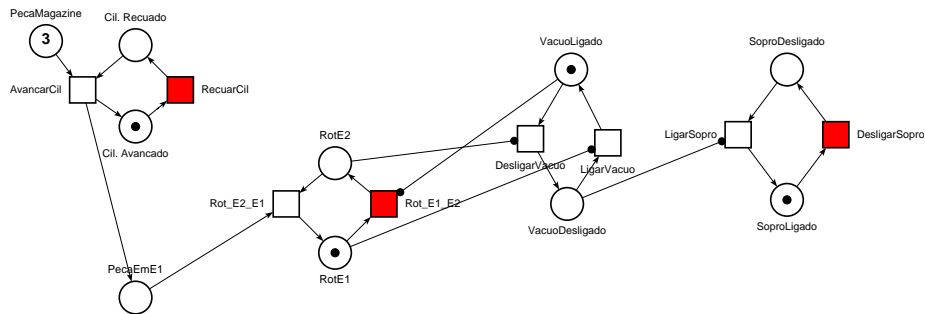 PecaMagazine
Cil. Recuado
3
AvancarCil
RecuarCil
Cil. Avancado
VacuoLigado
SoproDesligado
RotE2
DesligarVacuo
LigarVacuo
LigarSopro
DesligarSopro
Rot_E2_E1
Rot_E1_E2
VacuoDesligado
SoproLigado
PecaEmE1
RotE1